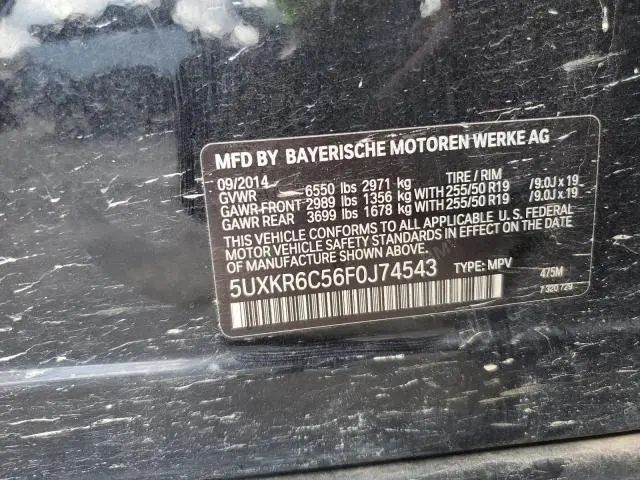 MFD BY BAYERISCHE MOTOREN WERKE AG
09/2014 TIRE / RIM
GVWR 6550 lbs 2971 kg
GAWR-FRONT 2989 lbs 1356 kg WITH 255/50 R19 /9.0J x 19
GAWR REAR 3699 lbs 1678 kg WITH 255/50 R19 /9.0J x 19
THIS VEHICLE CONFORMS TO ALL APPLICABLE U.S. FEDERAL
MOTOR VEHICLE SAFETY STANDARDS IN EFFECT ON THE DATE
OF MANUFACTURE SHOWN ABOVE.
5UXKR6C56F0J74543 TYPE: MPV 475M
7320729